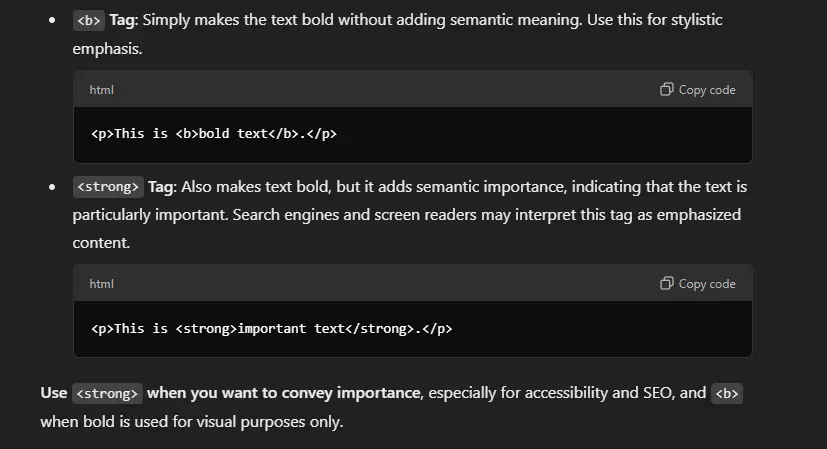 <b> Tag: Simply makes the text bold without adding semantic meaning. Use this for stylistic
emphasis.
html
Copy code
<p>This is <b>bold text</b>.</p>
<strong> Tag: Also makes text bold, but it adds semantic importance, indicating that the text is
particularly important. Search engines and screen readers may interpret this tag as emphasized
content.
html
Copy code
<p>This is <strong>important text</strong>.</p>
Use <strong> when you want to convey importance, especially for accessibility and SEO, and <b>
when bold is used for visual purposes only.